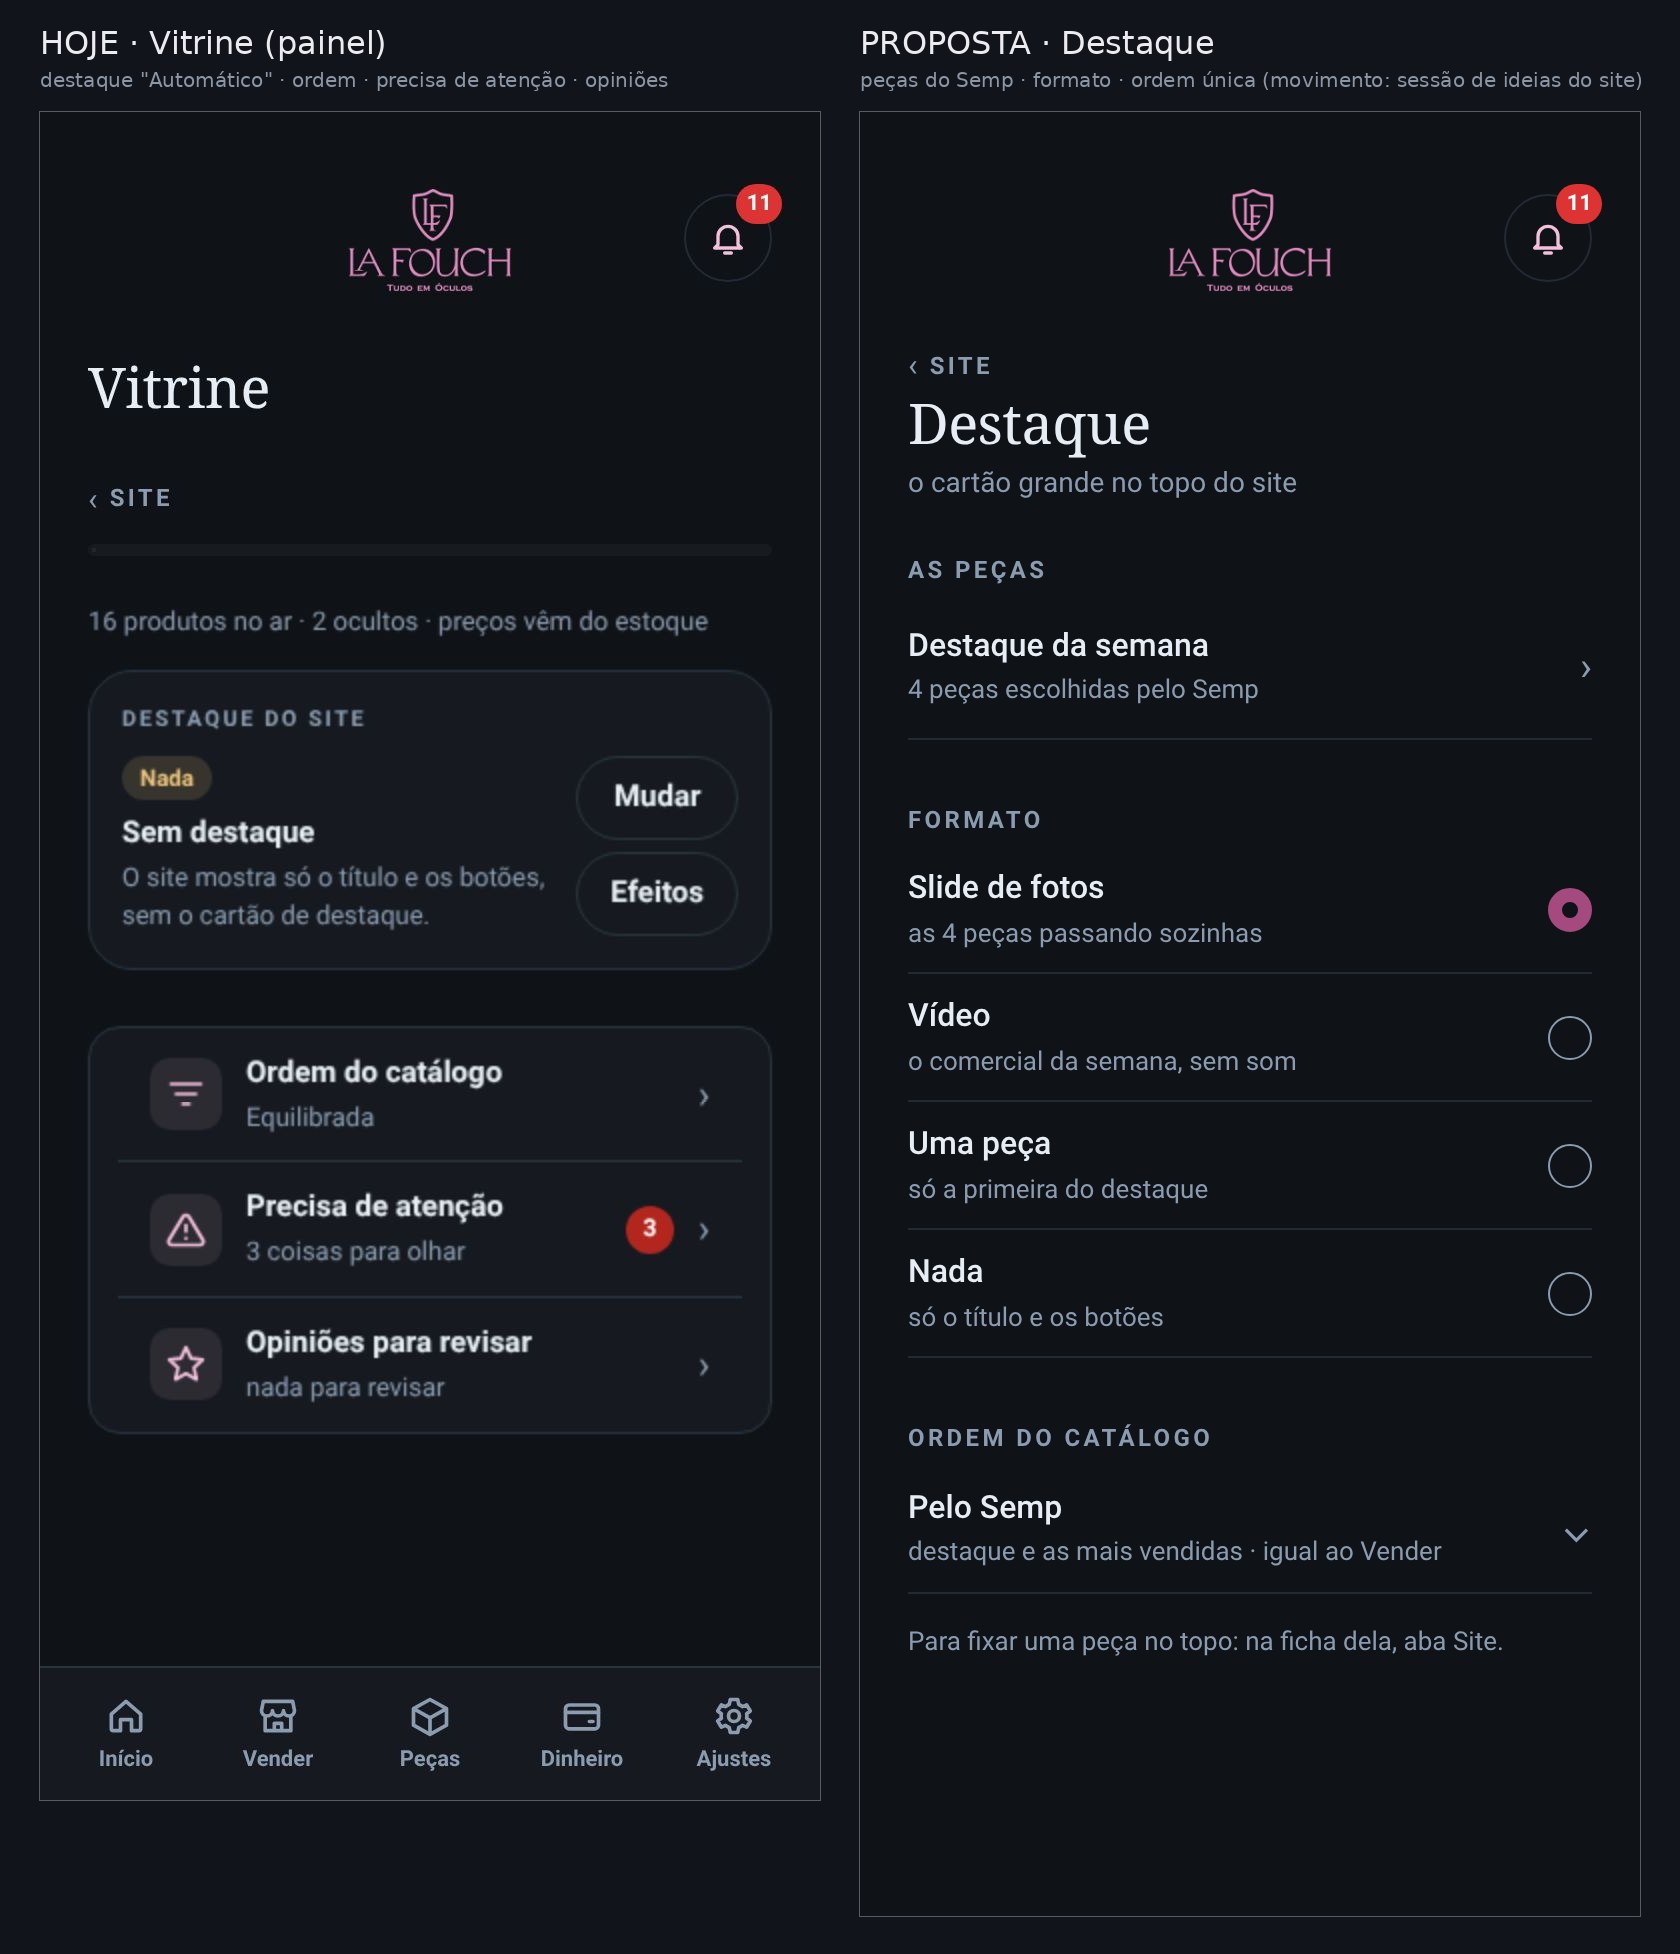 HOJE · Vitrine (painel)
destaque "Automático" · ordem · precisa de atenção · opiniões
LF
LA FOUCH
TUDO EM ÓCULOS
11
Vitrine
‹ SITE
16 produtos no ar · 2 ocultos · preços vêm do estoque
DESTAQUE DO SITE
Nada
Sem destaque
O site mostra só o título e os botões,
sem o cartão de destaque.
Mudar
Efeitos
Ordem do catálogo
Equilibrada
Precisa de atenção
3 coisas para olhar
3
Opiniões para revisar
nada para revisar
Início
Vender
Peças
Dinheiro
Ajustes
PROPOSTA · Destaque
peças do Semp · formato · ordem única (movimento: sessão de ideias do site)
LF
LA FOUCH
TUDO EM ÓCULOS
11
‹ SITE
Destaque
o cartão grande no topo do site
AS PEÇAS
Destaque da semana
4 peças escolhidas pelo Semp
FORMATO
Slide de fotos
as 4 peças passando sozinhas
Vídeo
o comercial da semana, sem som
Uma peça
só a primeira do destaque
Nada
só o título e os botões
ORDEM DO CATÁLOGO
Pelo Semp
destaque e as mais vendidas · igual ao Vender
Para fixar uma peça no topo: na ficha dela, aba Site.